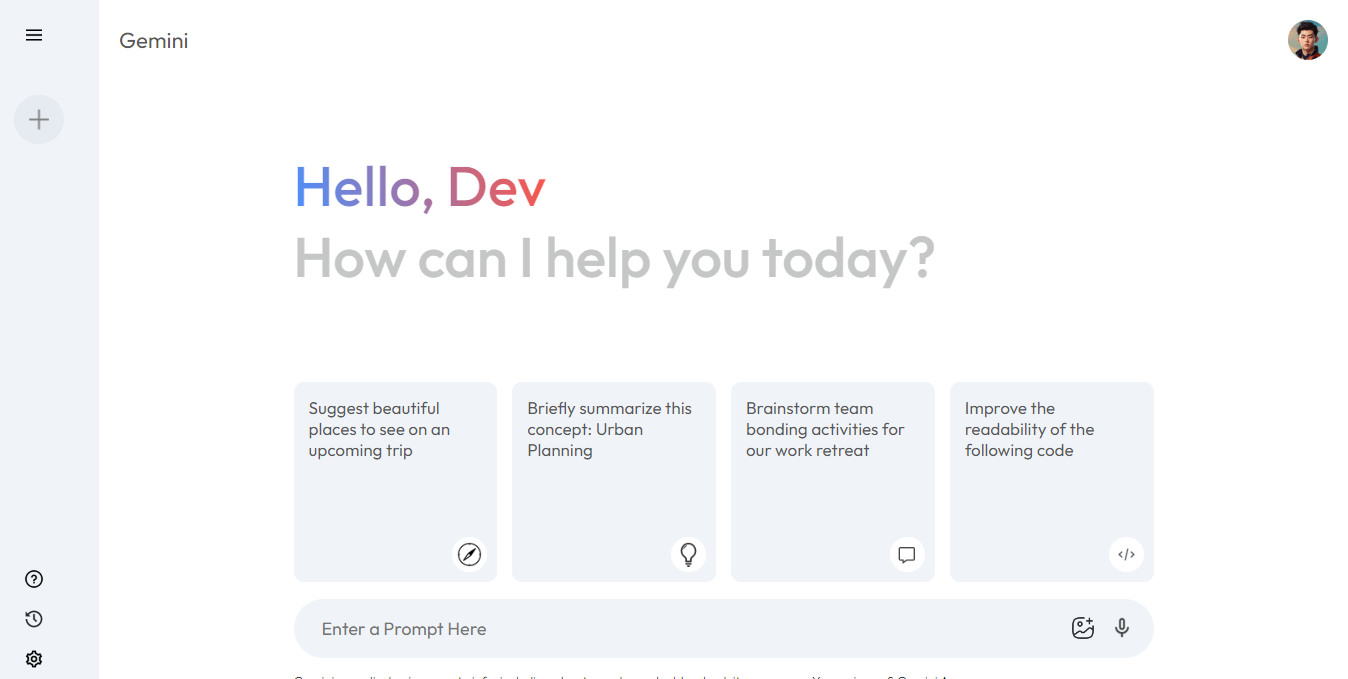 Gemini
Hello, Dev
How can I help you today?
Suggest beautiful
places to see on an
upcoming trip
Briefly summarize this
concept: Urban
Planning
Brainstorm team
bonding activities for
our work retreat
Improve the
readability of the
following code
</>
Enter a Prompt Here